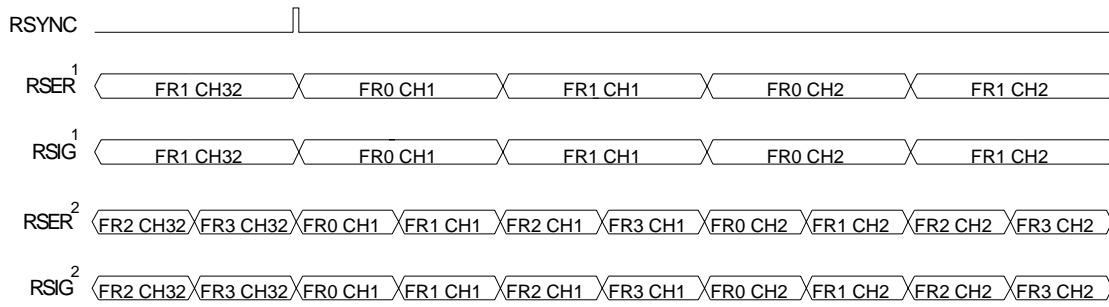 RSYNC
RSER1 FR1 CH32 FR0 CH1 FR1 CH1 FR0 CH2 FR1 CH2
RSIG1 FR1 CH32 FR0 CH1 FR1 CH1 FR0 CH2 FR1 CH2
RSER2 FR2 CH32 FR3 CH32 FR0 CH1 FR1 CH1 FR2 CH1 FR3 CH1 FR0 CH2 FR1 CH2 FR2 CH2 FR3 CH2
RSIG2 FR2 CH32 FR3 CH32 FR0 CH1 FR1 CH1 FR2 CH1 FR3 CH1 FR0 CH2 FR1 CH2 FR2 CH2 FR3 CH2